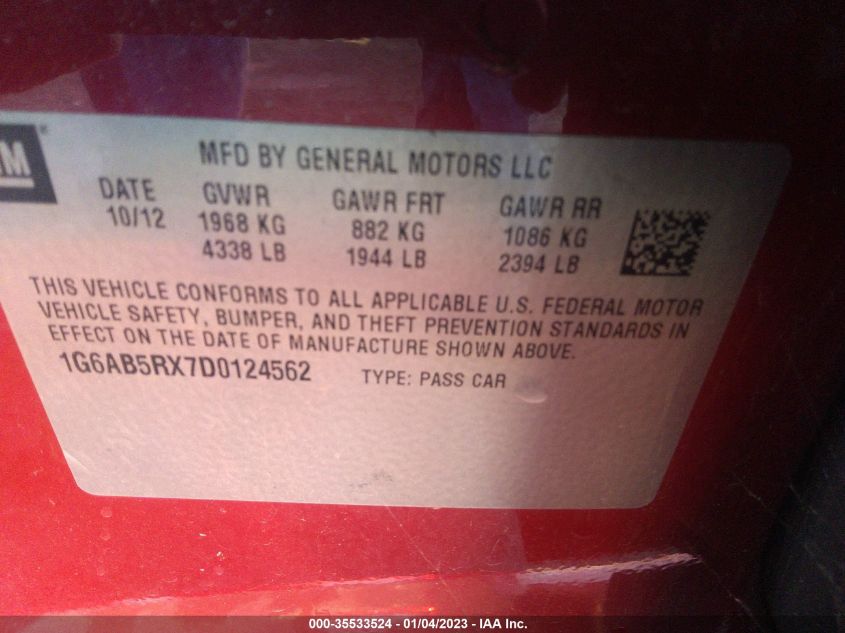 GM
MFD BY GENERAL MOTORS LLC
DATE GVWR GAWR FRT GAWR RR
10/12 1968 KG 882 KG 1086 KG
4338 LB 1944 LB 2394 LB
THIS VEHICLE CONFORMS TO ALL APPLICABLE U.S. FEDERAL MOTOR
VEHICLE SAFETY, BUMPER, AND THEFT PREVENTION STANDARDS IN
EFFECT ON THE DATE OF MANUFACTURE SHOWN ABOVE.
1G6AB5RX7D0124562 TYPE: PASS CAR
000-35533524 - 01/04/2023 - IAA Inc.